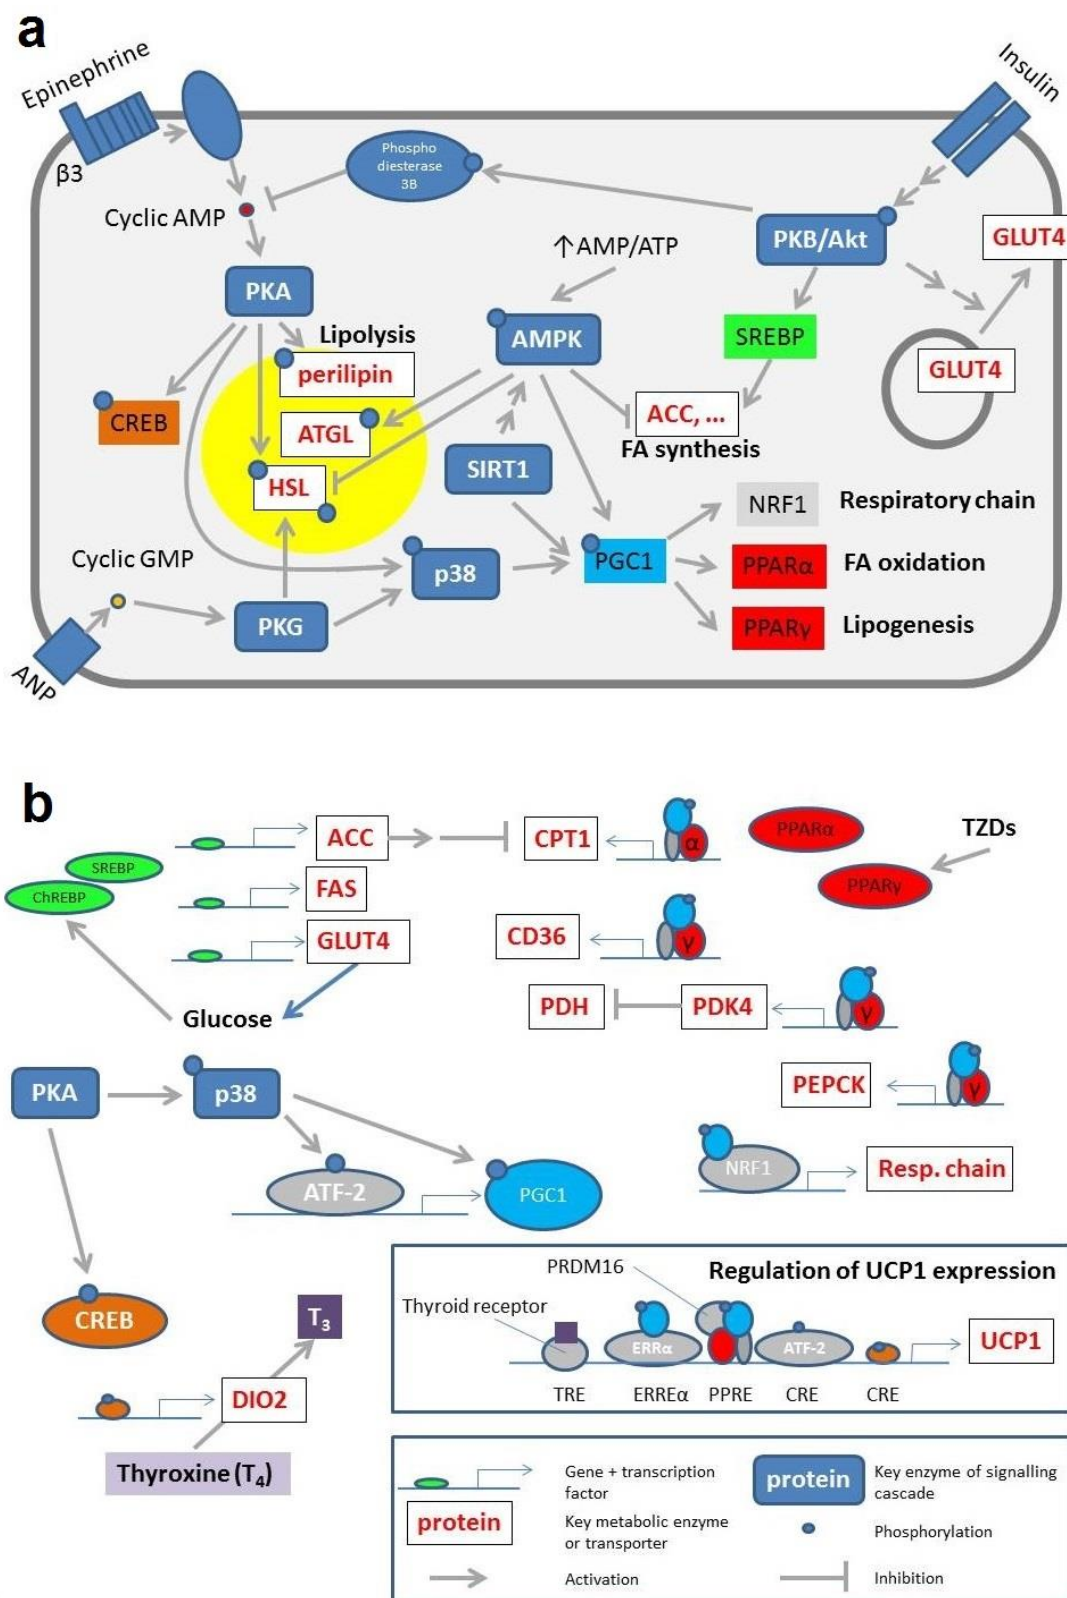 a
Epinephrine
Insulin
β3
Phospho
diesterase
3B
Cyclic AMP
PKB/Akt
GLUT4
↑AMP/ATP
PKA
AMPK
SREBP
GLUT4
Lipolysis
perilipin
CREB
ATGL
ACC, ...
FA synthesis
HSL
SIRT1
NRF1
Respiratory chain
Cyclic GMP
p38
PGC1
PPARα
FA oxidation
PKG
PPARγ
Lipogenesis
ANP
b
ACC
CPT1
α
PPARα
TZDs
SREBP
ChREBP
FAS
PPARγ
GLUT4
CD36
γ
Glucose
PDH
PDK4
γ
PKA
p38
PEPCK
γ
NRF1
Resp. chain
ATF-2
PGC1
CREB
T3
DIO2
Thyroxine (T4)
PRDM16
Regulation of UCP1 expression
Thyroid receptor
ERRα
ATF-2
UCP1
TRE
ERREα
PPRE
CRE
CRE
Gene + transcription
factor
protein
Key enzyme of signalling
cascade
protein
Key metabolic enzyme
or transporter
Phosphorylation
Activation
Inhibition